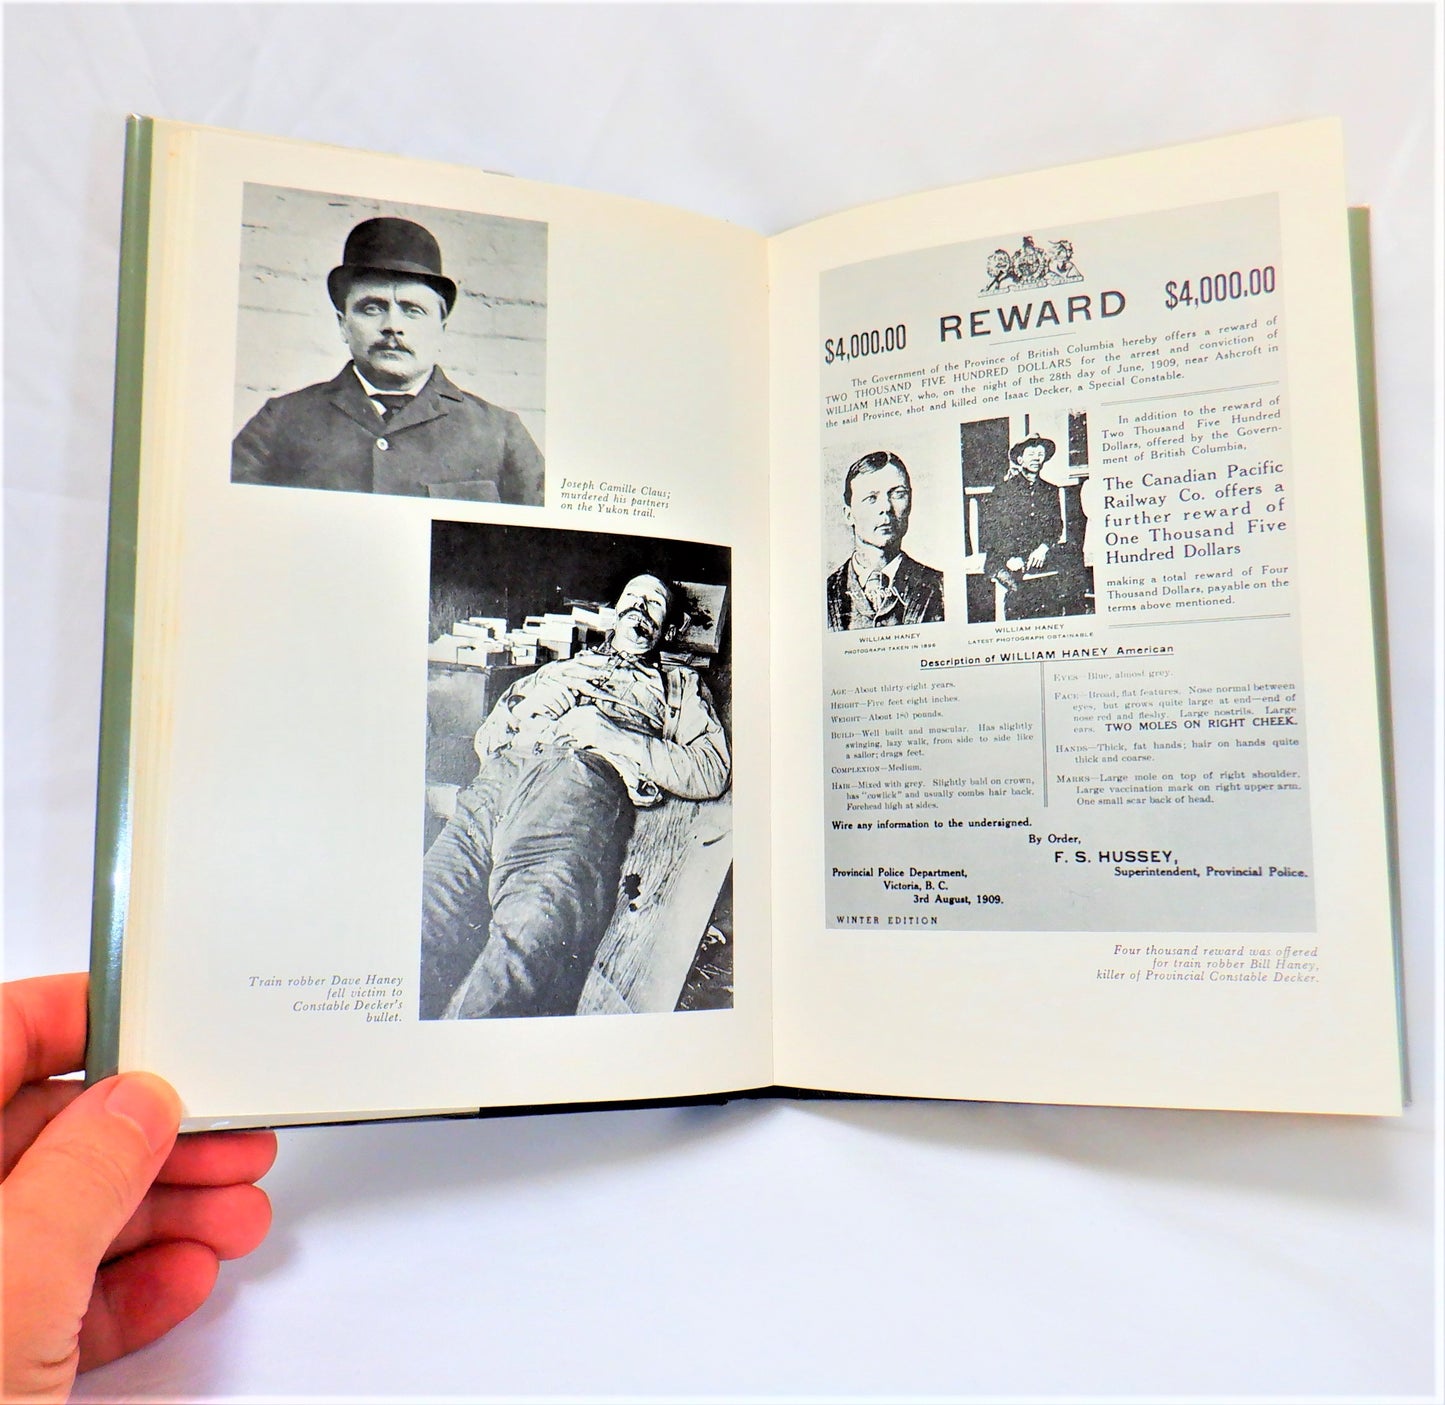 Joseph Camille Claus;
murdered his partners
on the Yukon trail.
Train robber Dave Haney
fell victim to
Constable Decker's
bullet.
$4,000.00 REWARD $4,000.00
The Government of the Province of British Columbia hereby offers a reward of
TWO THOUSAND FIVE HUNDRED DOLLARS for the arrest and conviction of
WILLIAM HANEY, who, on the night of the 28th day of June, 1909, near Ashcroft in
the said Province, shot and killed one Isaac Decker, a Special Constable.
In addition to the reward of
Two Thousand Five Hundred
Dollars, offered by the Govern-
ment of British Columbia,
The Canadian Pacific
Railway Co. offers a
further reward of
One Thousand Five
Hundred Dollars
making a total reward of Four
Thousand Dollars, payable on the
terms above mentioned.
WILLIAM HANEY
PHOTOGRAPH TAKEN IN 1896
WILLIAM HANEY
LATEST PHOTOGRAPH OBTAINABLE
Description of WILLIAM HANEY American
AGE—About thirty-eight years.
HEIGHT—Five feet eight inches.
WEIGHT—About 180 pounds.
BUILD—Well built and muscular. Has slightly
swinging, lazy walk, from side to side like
a sailor; drags feet.
COMPLEXION—Medium.
HAIR—Mixed with grey. Slightly bald on crown,
has "cowlick" and usually combs hair back.
Forehead high at sides.
EYES—Blue, almost grey.
FACE—Broad, flat features. Nose normal between
eyes, but grows quite large at end—end of
nose red and fleshy. Large nostrils. Large
ears. TWO MOLES ON RIGHT CHEEK.
HANDS—Thick, fat hands; hair on hands quite
thick and coarse.
MARKS—Large mole on top of right shoulder.
Large vaccination mark on right upper arm.
One small scar back of head.
Wire any information to the undersigned.
By Order,
F. S. HUSSEY,
Superintendent, Provincial Police.
Provincial Police Department,
Victoria, B. C.
3rd August, 1909.
WINTER EDITION
Four thousand reward was offered
for train robber Bill Haney,
killer of Provincial Constable Decker.